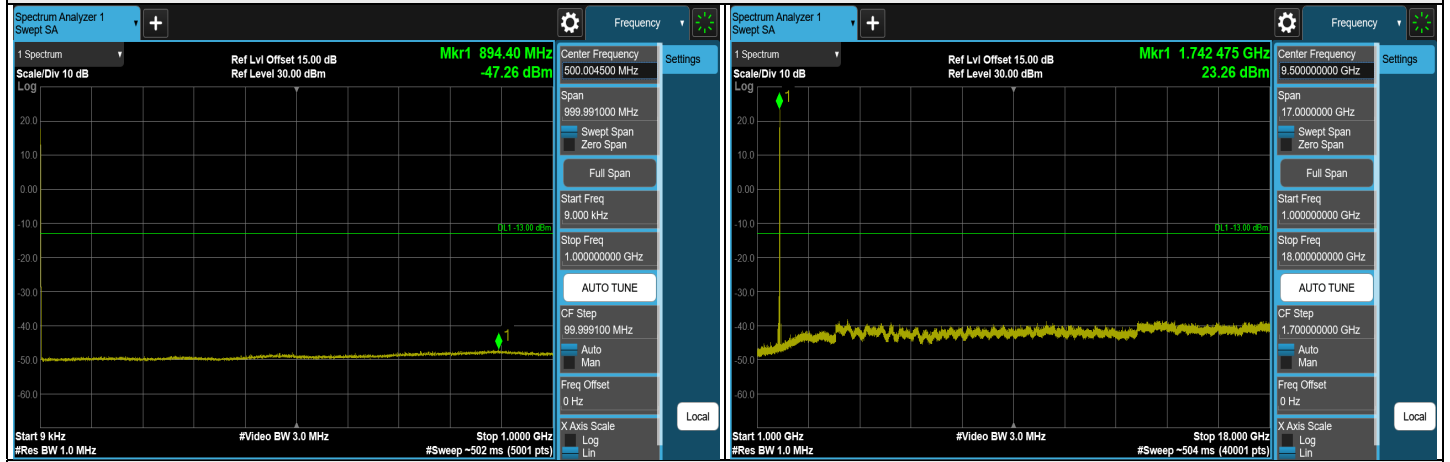 Spectrum Analyzer 1
Swept SA
+
Frequency
1 Spectrum
Scale/Div 10 dB
Log
Ref Lvl Offset 15.00 dB
Ref Level 30.00 dBm
Mkr1 894.40 MHz
-47.26 dBm
1
20.0
10.0
0.00
-10.0
-20.0
-30.0
-40.0
-50.0
-60.0
DL1 -13.00 dBm
Start 9 kHz
#Res BW 1.0 MHz
#Video BW 3.0 MHz
Stop 1.0000 GHz
#Sweep ~502 ms (5001 pts)
Center Frequency
500.004500 MHz
Settings
Span
999.991000 MHz
Swept Span
Zero Span
Full Span
Start Freq
9.000 kHz
Stop Freq
1.000000000 GHz
AUTO TUNE
CF Step
99.999100 MHz
Auto
Man
Freq Offset
0 Hz
X Axis Scale
Log
Lin
Local
Spectrum Analyzer 1
Swept SA
+
Frequency
1 Spectrum
Scale/Div 10 dB
Log
Ref Lvl Offset 15.00 dB
Ref Level 30.00 dBm
Mkr1 1.742 475 GHz
23.26 dBm
1
20.0
10.0
0.00
-10.0
-20.0
-30.0
-40.0
-50.0
-60.0
DL1 -13.00 dBm
Start 1.000 GHz
#Res BW 1.0 MHz
#Video BW 3.0 MHz
Stop 18.000 GHz
#Sweep ~504 ms (40001 pts)
Center Frequency
9.500000000 GHz
Settings
Span
17.0000000 GHz
Swept Span
Zero Span
Full Span
Start Freq
1.000000000 GHz
Stop Freq
18.000000000 GHz
AUTO TUNE
CF Step
1.700000000 GHz
Auto
Man
Freq Offset
0 Hz
X Axis Scale
Log
Lin
Local